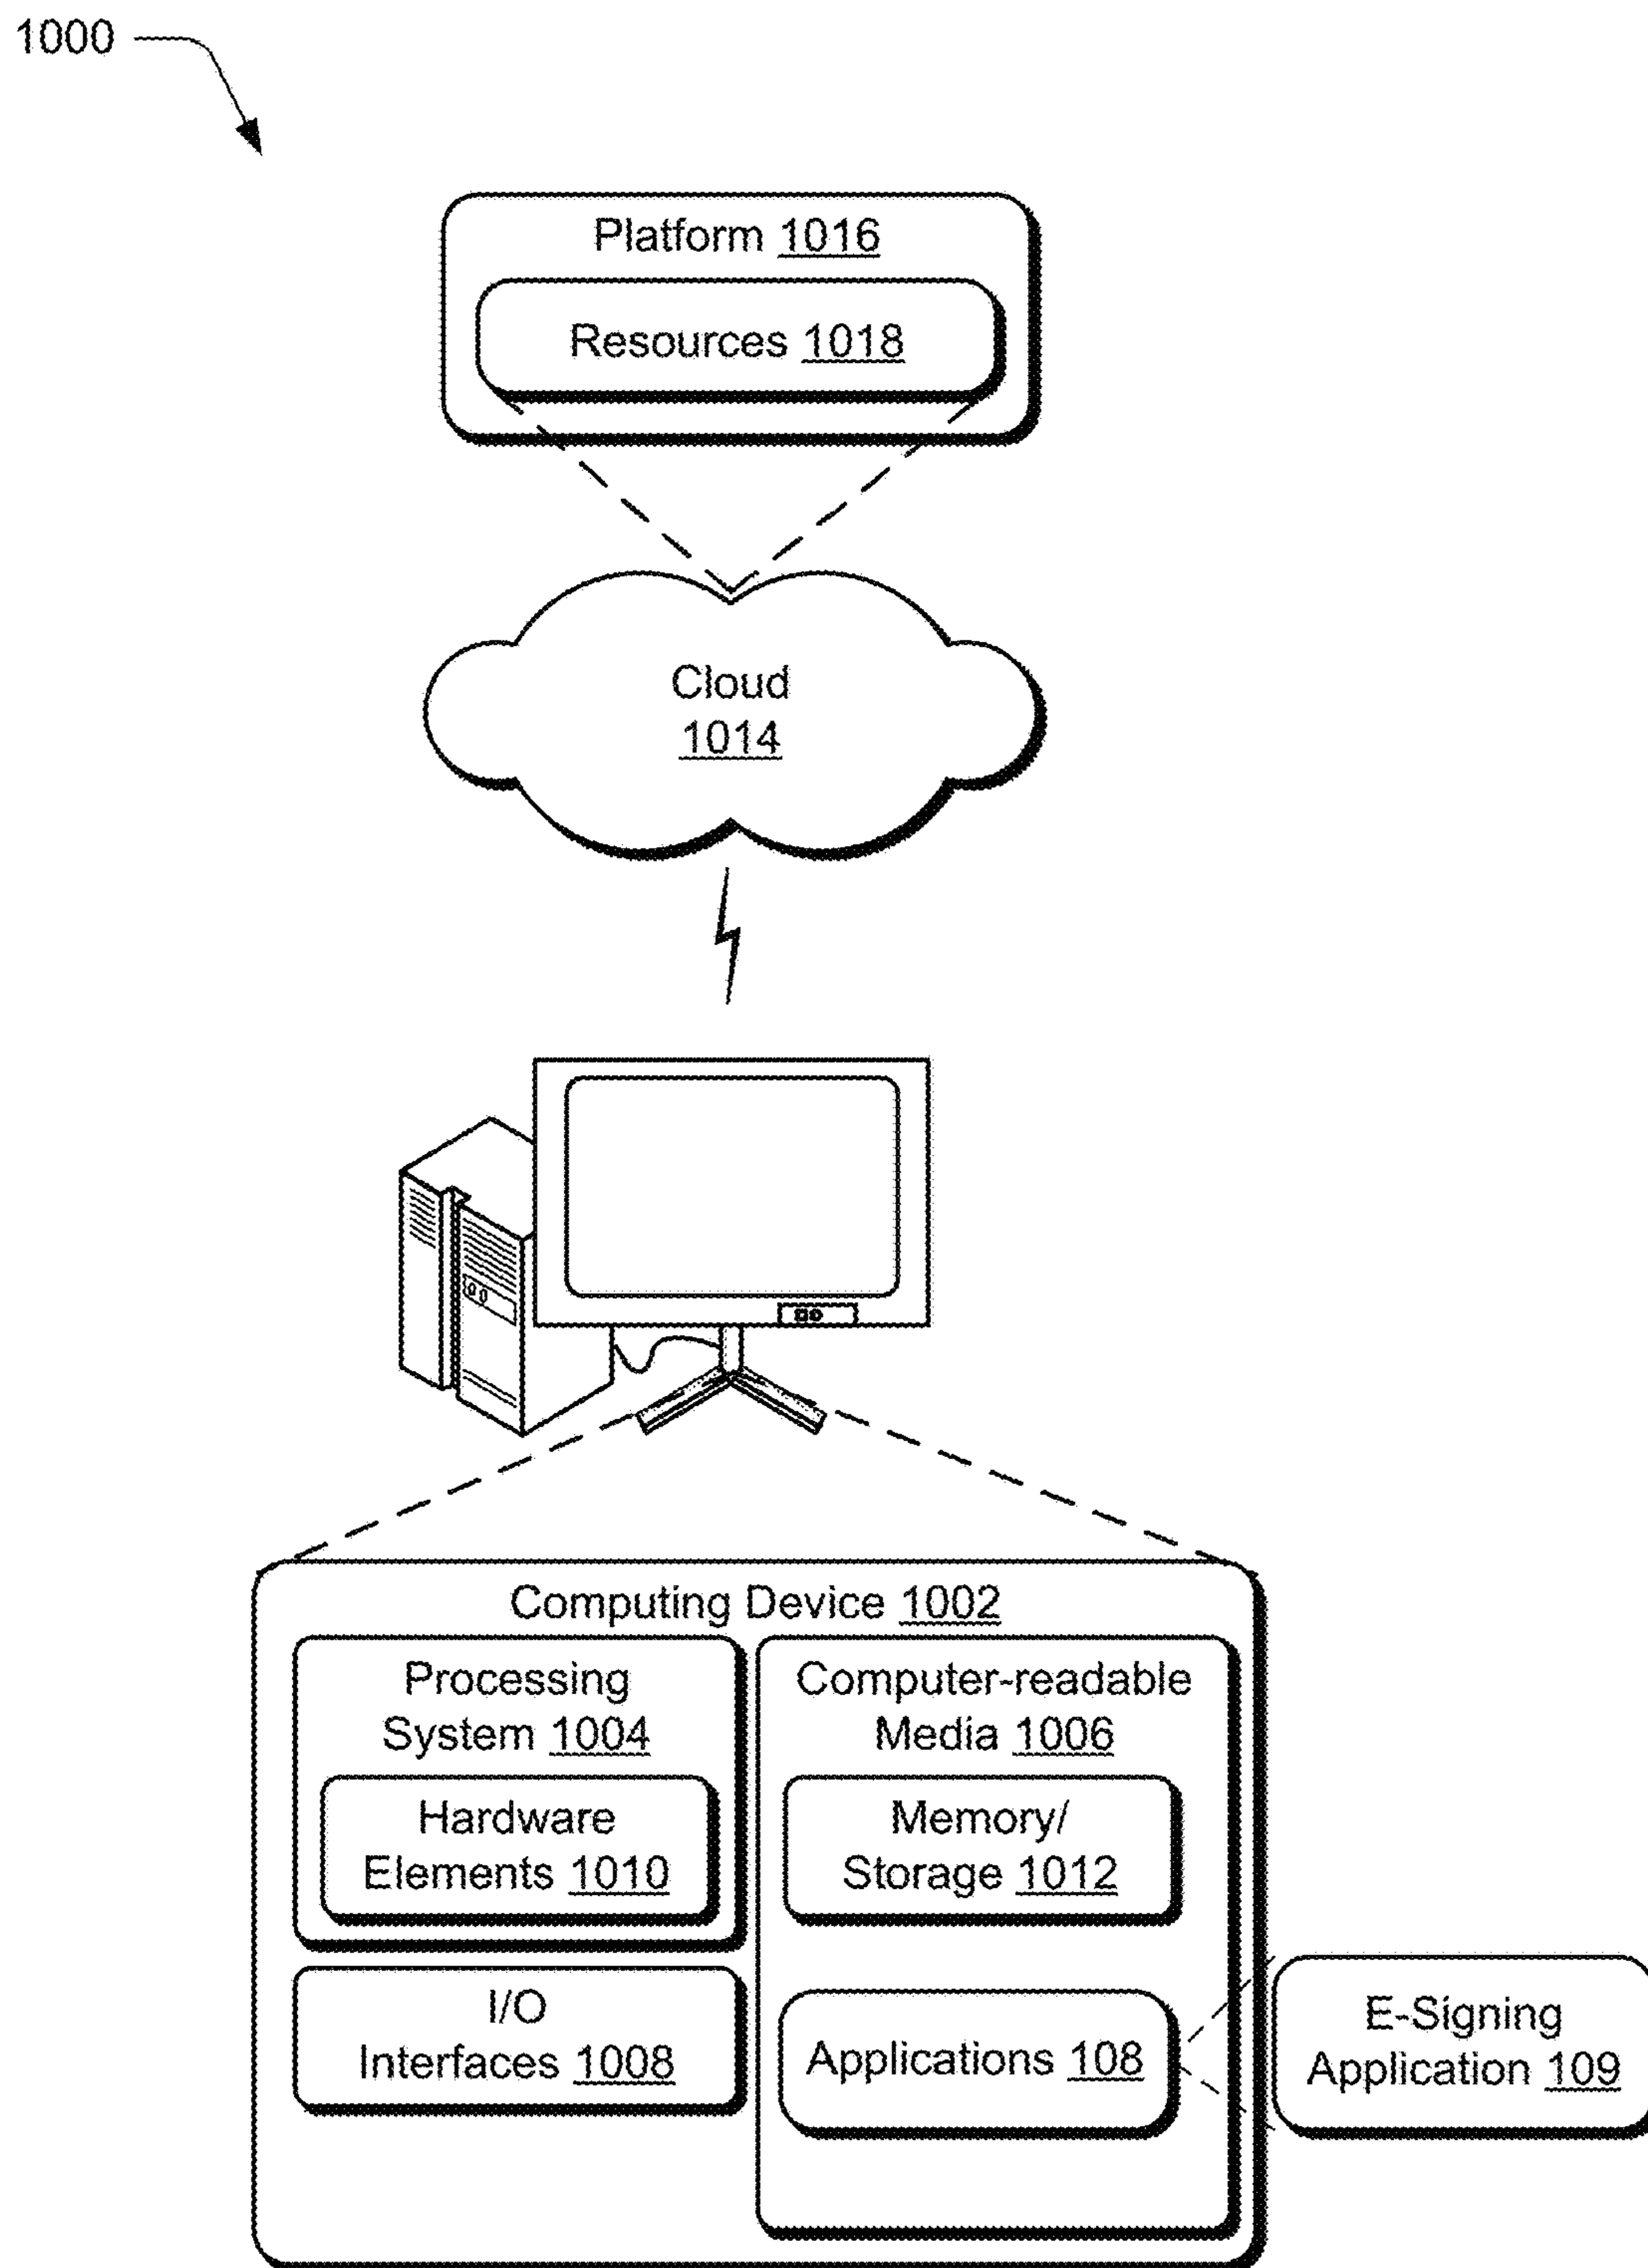 1000
Platform 1016
Resources 1018
Cloud
1014
Computing Device 1002
Processing
System 1004
Hardware
Elements 1010
I/O
Interfaces 1008
Computer-readable
Media 1006
Memory/
Storage 1012
Applications 108
E-Signing
Application 109